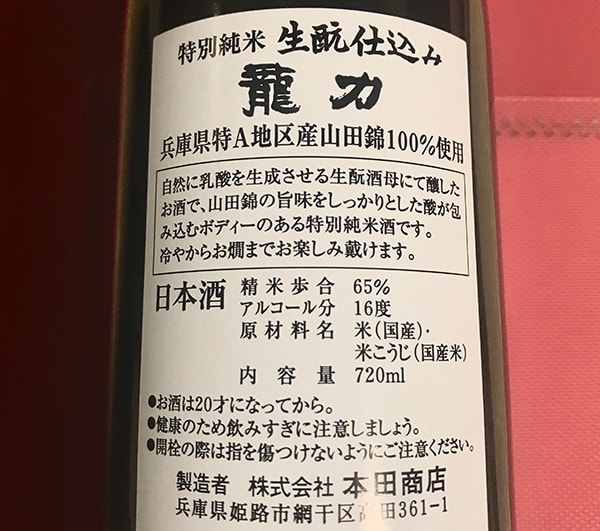 特別純米 生酛仕込み
龍力
兵庫県特A地区産山田錦100%使用
自然に乳酸を生成させる生酛酒母にて醸した
お酒で、山田錦の旨味をしっかりとした酸が包
み込むボディーのある特別純米酒です。
冷やからお燗までお楽しみ戴けます。
日本酒 精米歩合 65%
アルコール分 16度
原材料名 米(国産)・
米こうじ(国産米)
内容量 720ml
●お酒は20才になってから。
●健康のため飲みすぎに注意しましょう。
●開栓の際は指を傷つけないようにご注意ください。
製造者 株式会社 本田商店
兵庫県姫路市網干区高田361-1